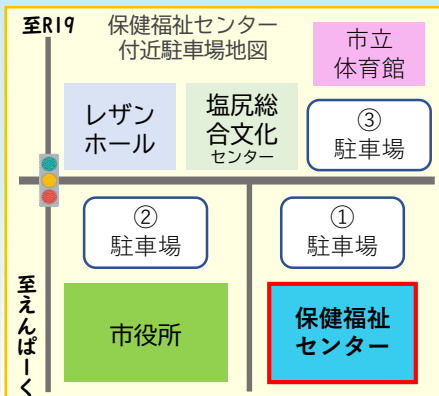 至R19
保健福祉センター
付近駐車場地図
市立
体育館
レザン
ホール
塩尻総
合文化
センター
③
駐車場
②
駐車場
①
駐車場
至えんぱーく
市役所
保健福祉
センター